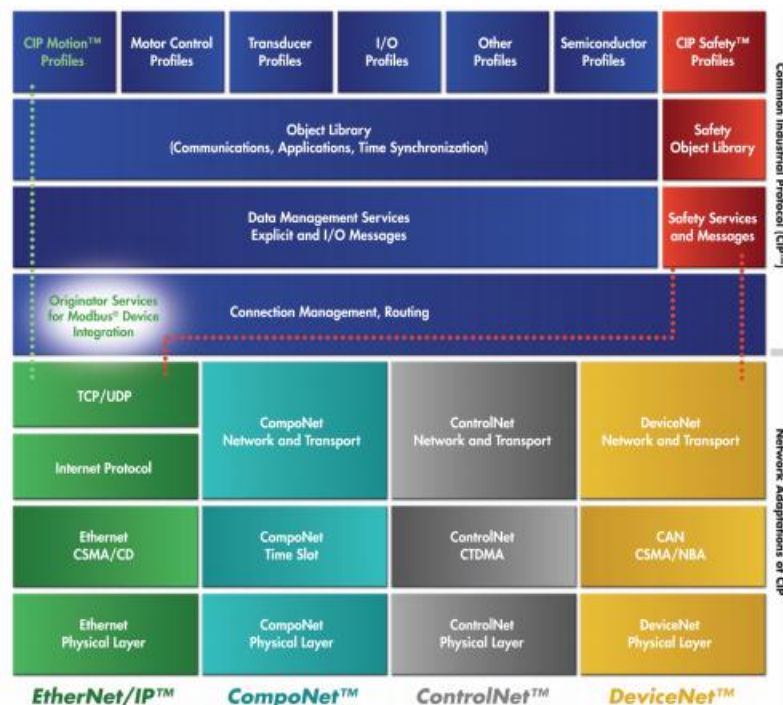 CIP Motion™
Profiles
Motor Control
Profiles
Transducer
Profiles
I/O
Profiles
Other
Profiles
Semiconductor
Profiles
CIP Safety™
Profiles
Object Library
(Communications, Applications, Time Synchronization)
Safety
Object Library
Data Management Services
Explicit and I/O Messages
Safety Services
and Messages
Originator Services
for Modbus® Device
Integration
Connection Management, Routing
Common Industrial Protocol (CIP™)
TCP/UDP
Internet Protocol
CompoNet
Network and Transport
ControlNet
Network and Transport
DeviceNet
Network and Transport
Ethernet
CSMA/CD
CompoNet
Time Slot
ControlNet
CTDMA
CAN
CSMA/NBA
Ethernet
Physical Layer
CompoNet
Physical Layer
ControlNet
Physical Layer
DeviceNet
Physical Layer
Network Adaptations of CIP
EtherNet/IP™
CompoNet™
ControlNet™
DeviceNet™